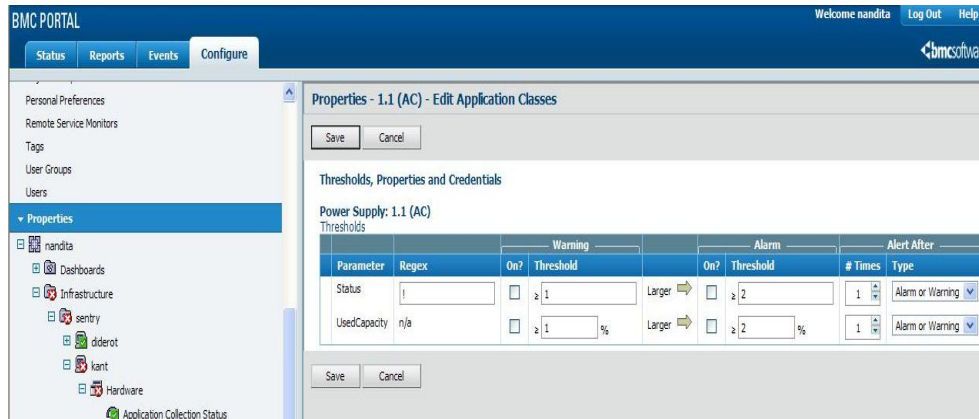 BMC PORTAL
Welcome nandita Log Out Help
Status Reports Events Configure
Personal Preferences
Remote Service Monitors
Tags
User Groups
Users
Properties
nandita
Dashboards
Infrastructure
sentry
diderot
kant
Hardware
Application Collection Status
Properties - 1.1 (AC) - Edit Application Classes
Save Cancel
Thresholds, Properties and Credentials
Power Supply: 1.1 (AC)
Thresholds
Warning Alarm Alert After
Parameter Regex On? Threshold On? Threshold # Times Type
Status ! ≥ 1 Larger ≥ 2 1 Alarm or Warning
UsedCapacity n/a ≥ 1 % Larger ≥ 2 % 1 Alarm or Warning
Save Cancel